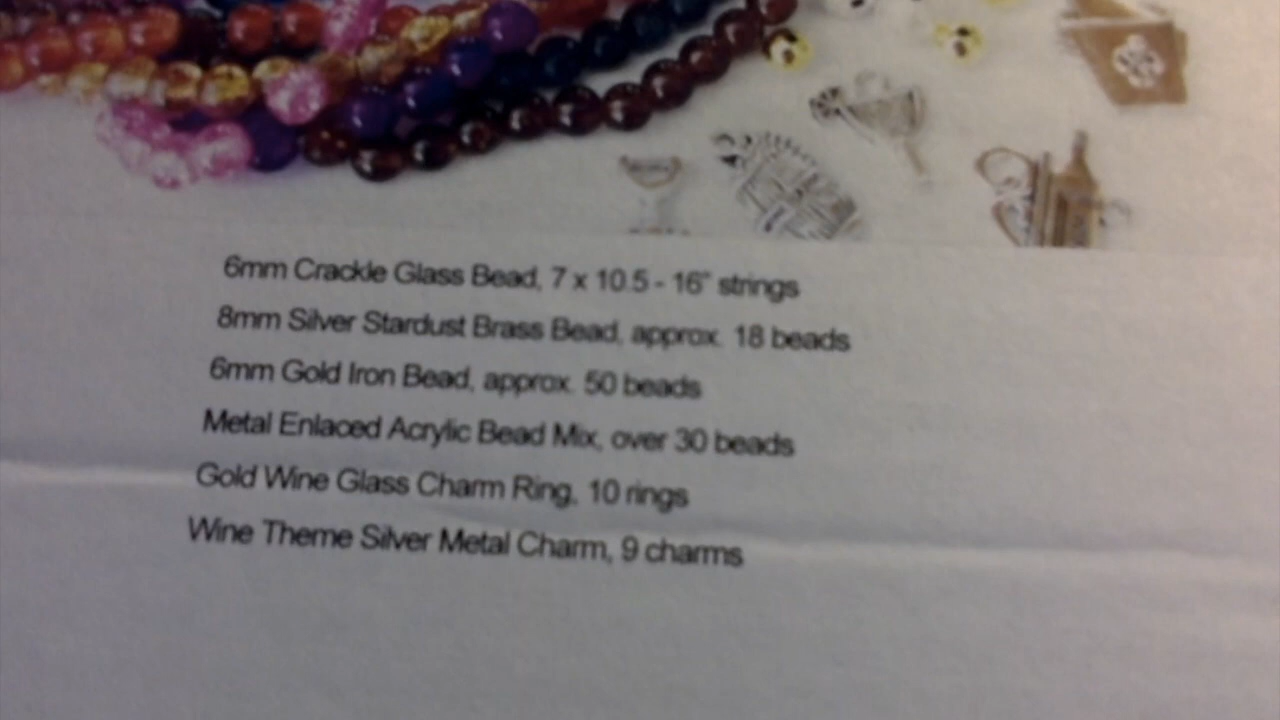 6mm Crackle Glass Bead, 7 x 10.5 - 16" strings
8mm Silver Stardust Brass Bead, approx. 18 beads
6mm Gold Iron Bead, approx. 50 beads
Metal Enlaced Acrylic Bead Mix, over 30 beads
Gold Wine Glass Charm Ring, 10 rings
Wine Theme Silver Metal Charm, 9 charms